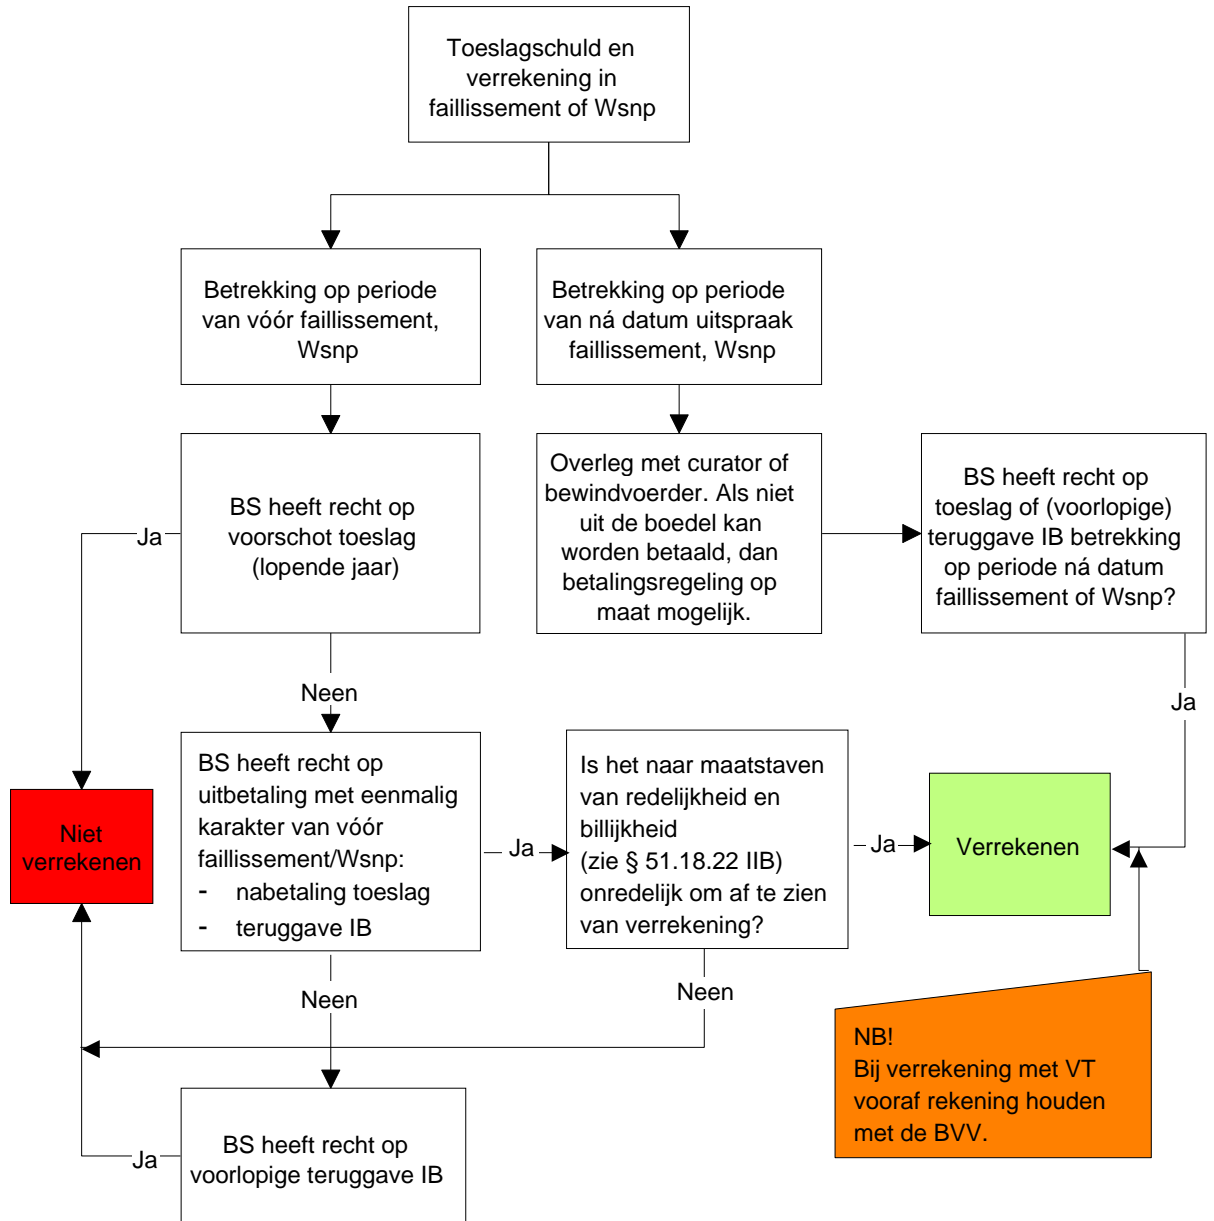 Toeslagschuld en
verrekening in
faillissement of Wsnp
Betrekking op periode
van vóór faillissement,
Wsnp
Betrekking op periode
van ná datum uitspraak
faillissement, Wsnp
BS heeft recht op
voorschot toeslag
(lopende jaar)
Overleg met curator of
bewindvoerder. Als niet
uit de boedel kan
worden betaald, dan
betalingsregeling op
maat mogelijk.
BS heeft recht op
toeslag of (voorlopige)
teruggave IB betrekking
op periode ná datum
faillissement of Wsnp?
Ja
Neen
Ja
Niet
verrekenen
BS heeft recht op
uitbetaling met eenmalig
karakter van vóór
faillissement/Wsnp:
- nabetaling toeslag
- teruggave IB
Ja
Is het naar maatstaven
van redelijkheid en
billijkheid
(zie § 51.18.22 IIB)
onredelijk om af te zien
van verrekening?
Ja
Verrekenen
Neen
Neen
NB!
Bij verrekening met VT
vooraf rekening houden
met de BVV.
Ja
BS heeft recht op
voorlopige teruggave IB